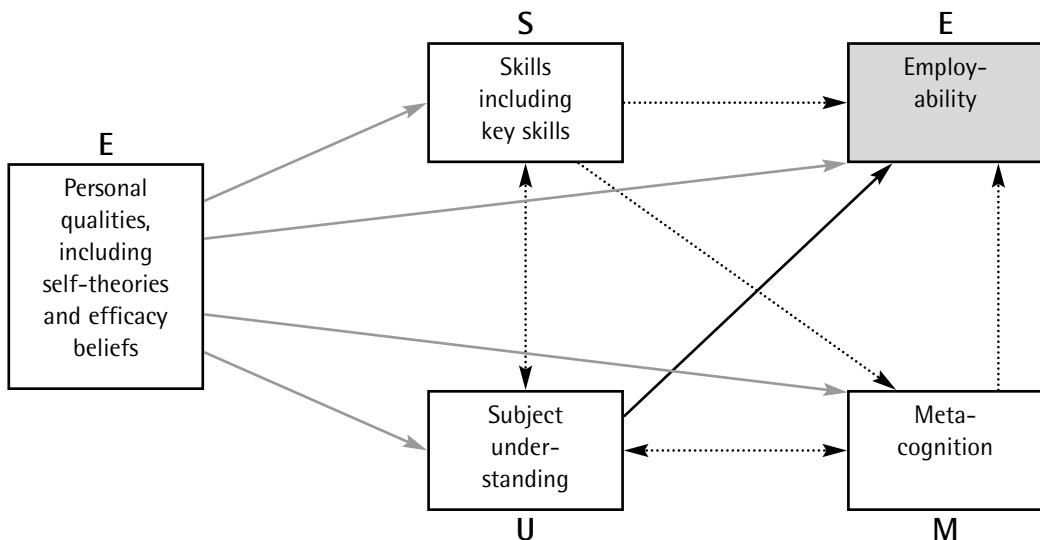 S
Skills
including
key skills
E
Employ-
ability
E
Personal
qualities,
including
self-theories
and efficacy
beliefs
Subject
under-
standing
U
Meta-
cognition
M